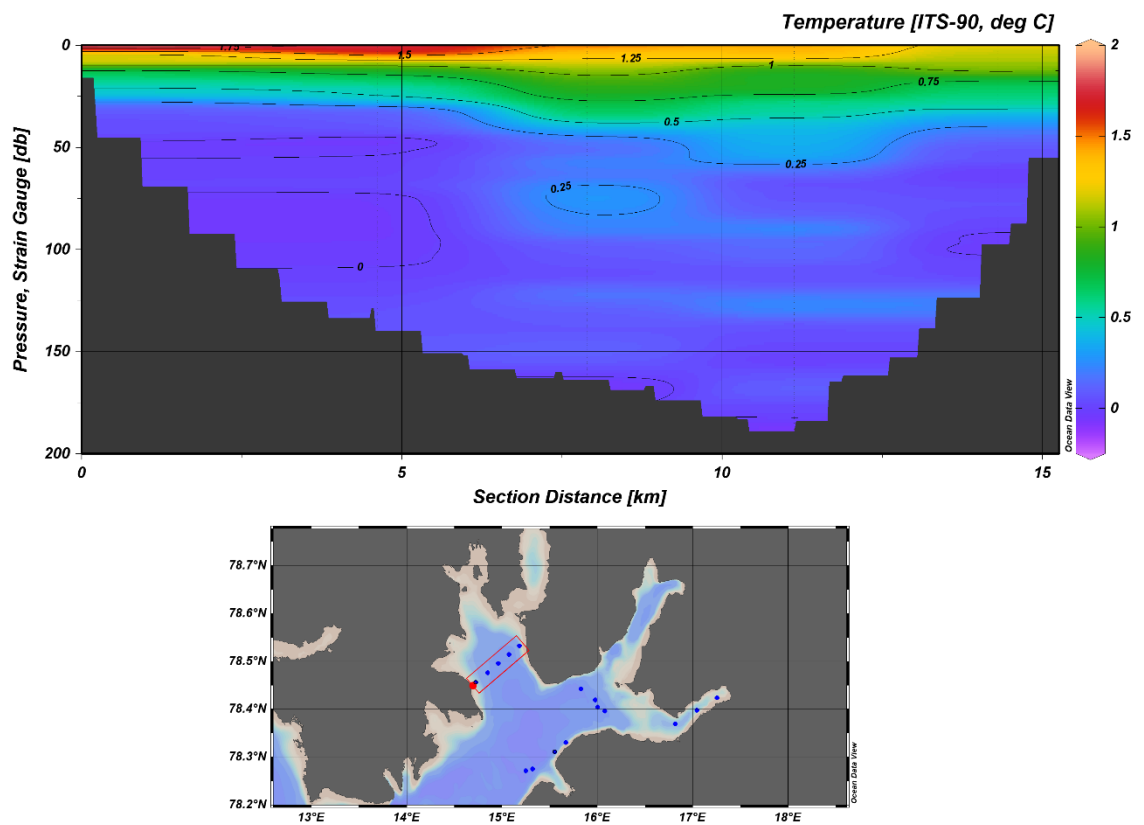 Temperature [ITS-90, deg C]
Pressure, Strain Gauge [db]
0
50
100
150
200
1.75
1.5
1.25
1
0.75
0.5
0.25
0.25
0
0
5
10
15
Section Distance [km]
2
1.5
1
0.5
0
Ocean Data View
78.7°N
78.6°N
78.5°N
78.4°N
78.3°N
78.2°N
13°E
14°E
15°E
16°E
17°E
18°E
Ocean Data View